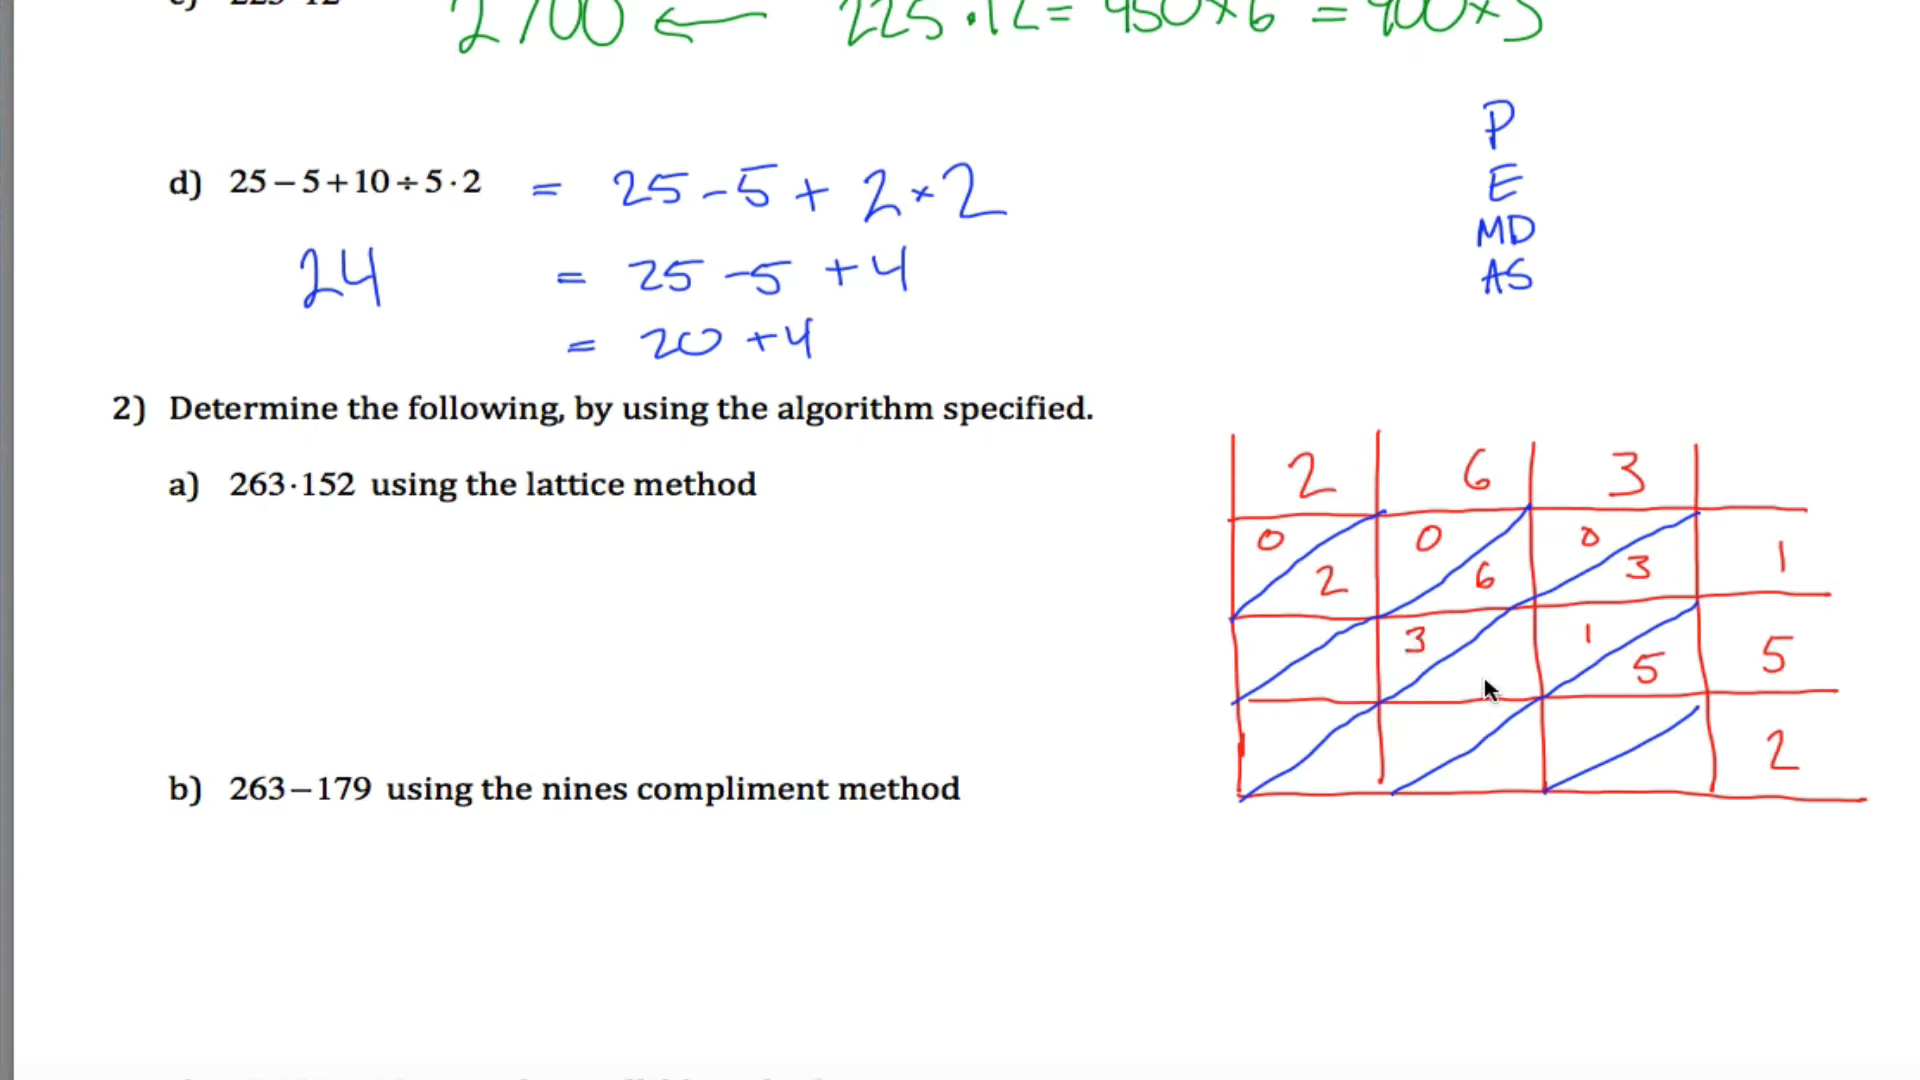 2700 ← 225·12 = 450×6 = 900×3
d) 25−5+10÷5·2 = 25−5+2×2
24 = 25−5+4
= 20+4
P
E
MD
AS
2) Determine the following, by using the algorithm specified.
a) 263·152 using the lattice method
2 6 3
0 2 0 6 0 3 1
3 1 5 5
2
b) 263−179 using the nines compliment method